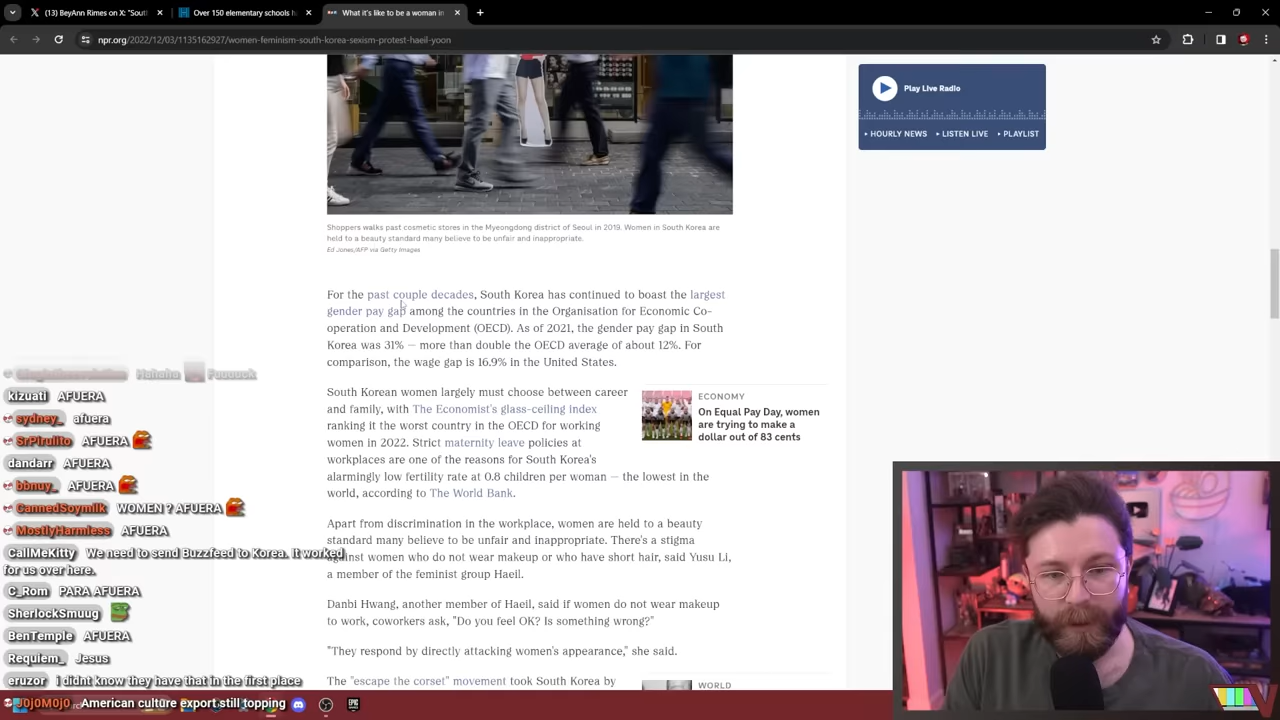 (13) BeyAnn Rimes on X: "Sout
Over 150 elementary schools h
What it's like to be a woman in
npr.org/2022/12/03/1135162927/women-feminism-south-korea-sexism-protest-haeil-yoon
Play Live Radio
HOURLY NEWS
LISTEN LIVE
PLAYLIST
Shoppers walks past cosmetic stores in the Myeongdong district of Seoul in 2019. Women in South Korea are
held to a beauty standard many believe to be unfair and inappropriate.
Ed Jones/AFP via Getty Images
For the past couple decades, South Korea has continued to boast the largest
gender pay gap among the countries in the Organisation for Economic Co-
operation and Development (OECD). As of 2021, the gender pay gap in South
Korea was 31% — more than double the OECD average of about 12%. For
comparison, the wage gap is 16.9% in the United States.
South Korean women largely must choose between career
and family, with The Economist's glass-ceiling index
ranking it the worst country in the OECD for working
women in 2022. Strict maternity leave policies at
workplaces are one of the reasons for South Korea's
alarmingly low fertility rate at 0.8 children per woman — the lowest in the
world, according to The World Bank.
ECONOMY
On Equal Pay Day, women
are trying to make a
dollar out of 83 cents
Apart from discrimination in the workplace, women are held to a beauty
standard many believe to be unfair and inappropriate. There's a stigma
against women who do not wear makeup or who have short hair, said Yusu Li,
a member of the feminist group Haeil.
Danbi Hwang, another member of Haeil, said if women do not wear makeup
to work, coworkers ask, "Do you feel OK? Is something wrong?"
"They respond by directly attacking women's appearance," she said.
The "escape the corset" movement took South Korea by
WORLD
Hahaha
kizuati AFUERA
sydney_ afuera
SrPirulito AFUERA
dandarr AFUERA
bbnuy_ AFUERA
CannedSoymilk WOMEN ? AFUERA
MostlyHarmless AFUERA
CallMeKitty We need to send Buzzfeed to Korea. It worked
for us over here.
C_Rom PARA AFUERA
SherlockSmuug
BenTemple AFUERA
Requiem_ Jesus
eruzor i didnt know they have that in the first place
J0j0M0j0 American culture export still topping
EPIC